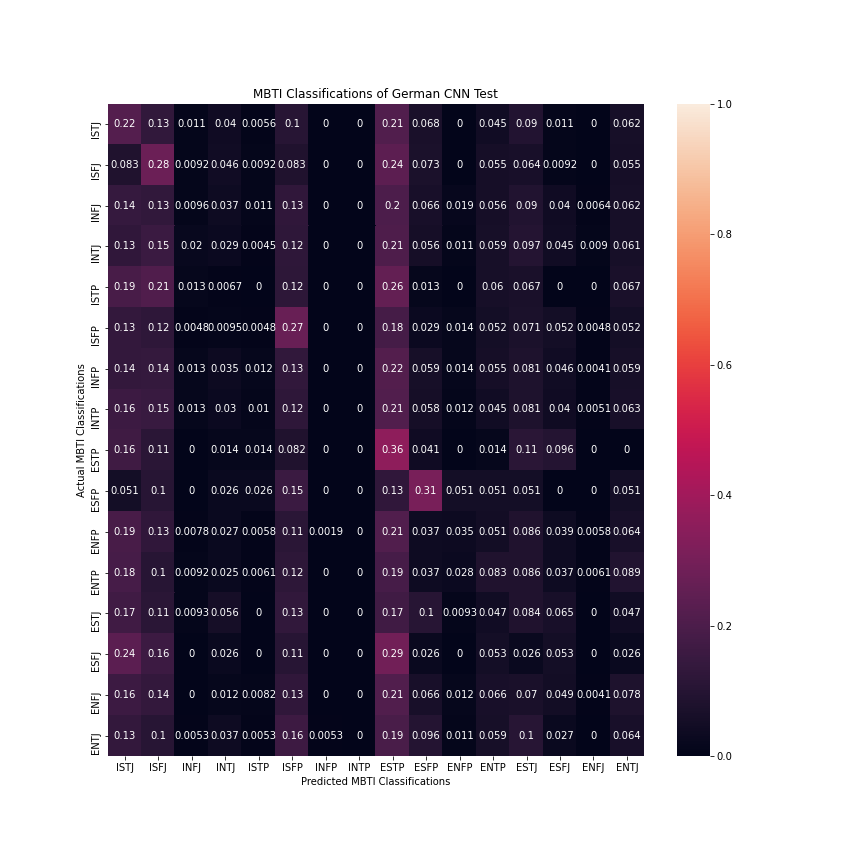 MBTI Classifications of German CNN Test
ISTJ 0.22 0.13 0.011 0.04 0.0056 0.1 0 0 0.21 0.068 0 0.045 0.09 0.011 0 0.062
ISFJ 0.083 0.28 0.0092 0.046 0.0092 0.083 0 0 0.24 0.073 0 0.055 0.064 0.0092 0 0.055
INFJ 0.14 0.13 0.0096 0.037 0.011 0.13 0 0 0.2 0.066 0.019 0.056 0.09 0.04 0.0064 0.062
INTJ 0.13 0.15 0.02 0.029 0.0045 0.12 0 0 0.21 0.056 0.011 0.059 0.097 0.045 0.009 0.061
ISTP 0.19 0.21 0.013 0.0067 0 0.12 0 0 0.26 0.013 0 0.06 0.067 0 0 0.067
ISFP 0.13 0.12 0.0048 0.0095 0.0048 0.27 0 0 0.18 0.029 0.014 0.052 0.071 0.052 0.0048 0.052
INFP 0.14 0.14 0.013 0.035 0.012 0.13 0 0 0.22 0.059 0.014 0.055 0.081 0.046 0.0041 0.059
INTP 0.16 0.15 0.013 0.03 0.01 0.12 0 0 0.21 0.058 0.012 0.045 0.081 0.04 0.0051 0.063
ESTP 0.16 0.11 0 0.014 0.014 0.082 0 0 0.36 0.041 0 0.014 0.11 0.096 0 0
ESFP 0.051 0.1 0 0.026 0.026 0.15 0 0 0.13 0.31 0.051 0.051 0.051 0 0 0.051
ENFP 0.19 0.13 0.0078 0.027 0.0058 0.11 0.0019 0 0.21 0.037 0.035 0.051 0.086 0.039 0.0058 0.064
ENTP 0.18 0.1 0.0092 0.025 0.0061 0.12 0 0 0.19 0.037 0.028 0.083 0.086 0.037 0.0061 0.089
ESTJ 0.17 0.11 0.0093 0.056 0 0.13 0 0 0.17 0.1 0.0093 0.047 0.084 0.065 0 0.047
ESFJ 0.24 0.16 0 0.026 0 0.11 0 0 0.29 0.026 0 0.053 0.026 0.053 0 0.026
ENFJ 0.16 0.14 0 0.012 0.0082 0.13 0 0 0.21 0.066 0.012 0.066 0.07 0.049 0.0041 0.078
ENTJ 0.13 0.1 0.0053 0.037 0.0053 0.16 0.0053 0 0.19 0.096 0.011 0.059 0.1 0.027 0 0.064
ISTJ ISFJ INFJ INTJ ISTP ISFP INFP INTP ESTP ESFP ENFP ENTP ESTJ ESFJ ENFJ ENTJ
Predicted MBTI Classifications
Actual MBTI Classifications
1.0
0.8
0.6
0.4
0.2
0.0